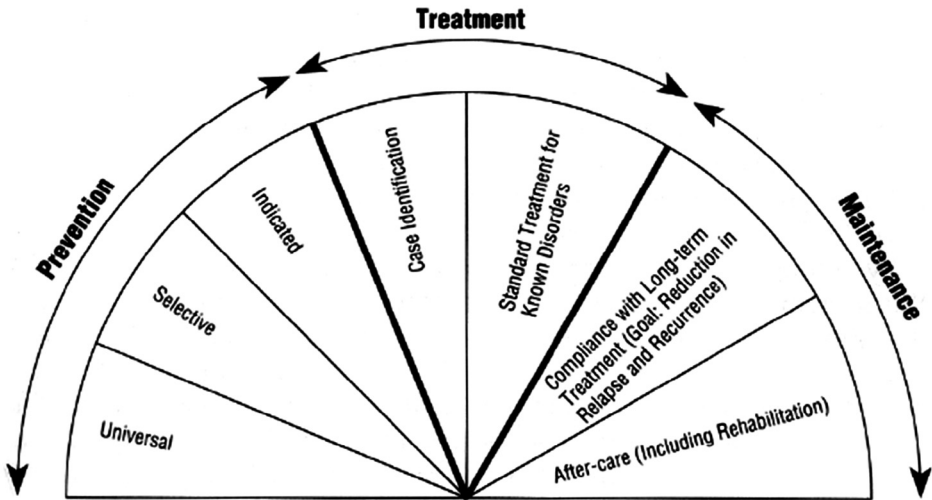 Treatment
Prevention
Maintenance
Universal
Selective
Indicated
Case Identification
Standard Treatment for
Known Disorders
Compliance with Long-term
Treatment (Goal: Reduction in
Relapse and Recurrence)
After-care (Including Rehabilitation)